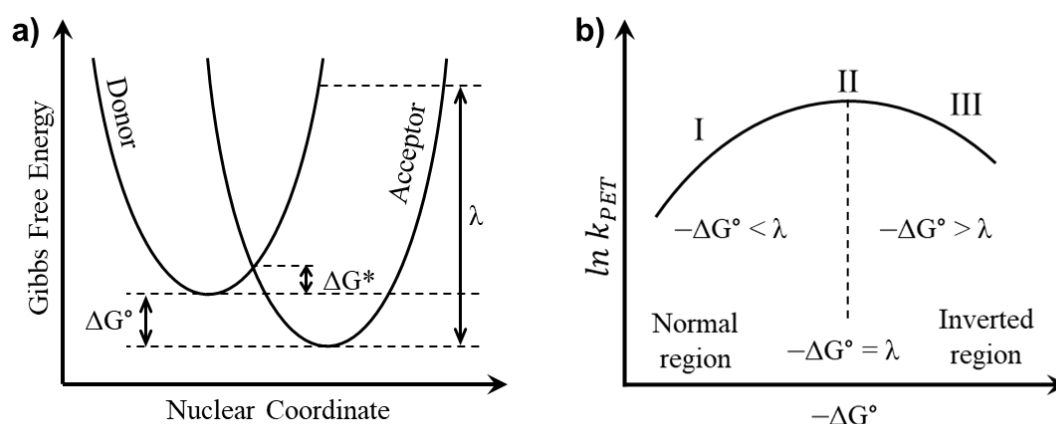 a)
Gibbs Free Energy
Donor
Acceptor
λ
ΔG*
ΔG°
Nuclear Coordinate
b)
ln k_PET
I
II
III
−ΔG° < λ
−ΔG° > λ
Normal
region
−ΔG° = λ
Inverted
region
−ΔG°